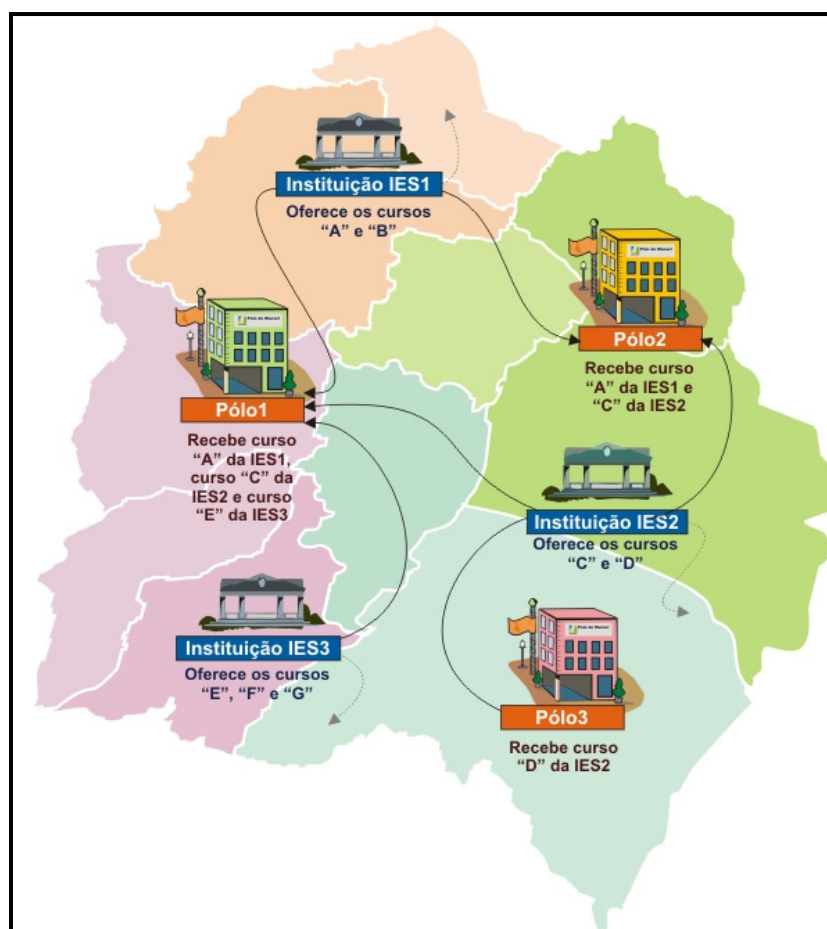 Instituição IES1
Oferece os cursos
“A” e “B”
Pólo2
Recebe curso
“A” da IES1 e
“C” da IES2
Pólo1
Recebe curso
“A” da IES1,
curso “C” da
IES2 e curso
“E” da IES3
Instituição IES2
Oferece os cursos
“C” e “D”
Instituição IES3
Oferece os cursos
“E”, “F” e “G”
Pólo3
Recebe curso
“D” da IES2